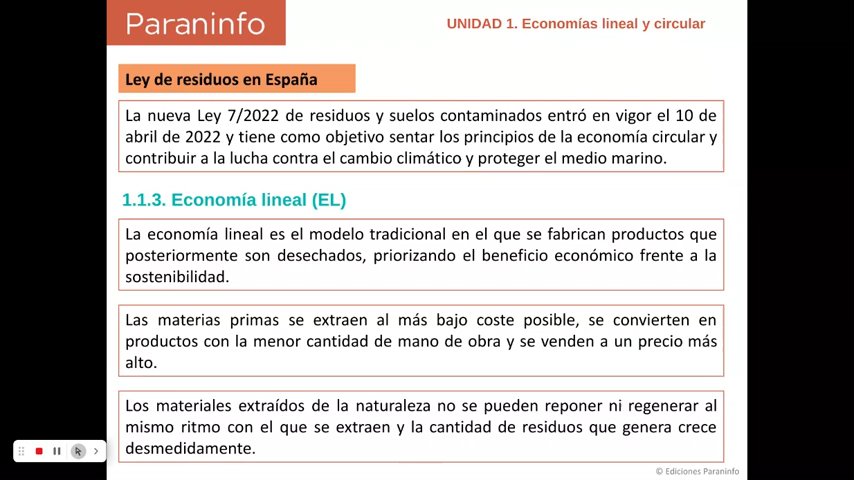 Paraninfo
UNIDAD 1. Economías lineal y circular
Ley de residuos en España
La nueva Ley 7/2022 de residuos y suelos contaminados entró en vigor el 10 de
abril de 2022 y tiene como objetivo sentar los principios de la economía circular y
contribuir a la lucha contra el cambio climático y proteger el medio marino.
1.1.3. Economía lineal (EL)
La economía lineal es el modelo tradicional en el que se fabrican productos que
posteriormente son desechados, priorizando el beneficio económico frente a la
sostenibilidad.
Las materias primas se extraen al más bajo coste posible, se convierten en
productos con la menor cantidad de mano de obra y se venden a un precio más
alto.
Los materiales extraídos de la naturaleza no se pueden reponer ni regenerar al
mismo ritmo con el que se extraen y la cantidad de residuos que genera crece
desmedidamente.
© Ediciones Paraninfo